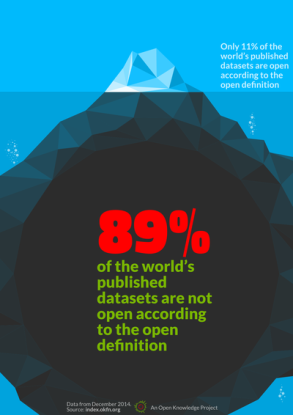 Only 11% of the
world's published
datasets are open
according to the
open definition
89%
of the world's
published
datasets are not
open according
to the open
definition
Data from December 2014.
Source: index.okfn.org
An Open Knowledge Project